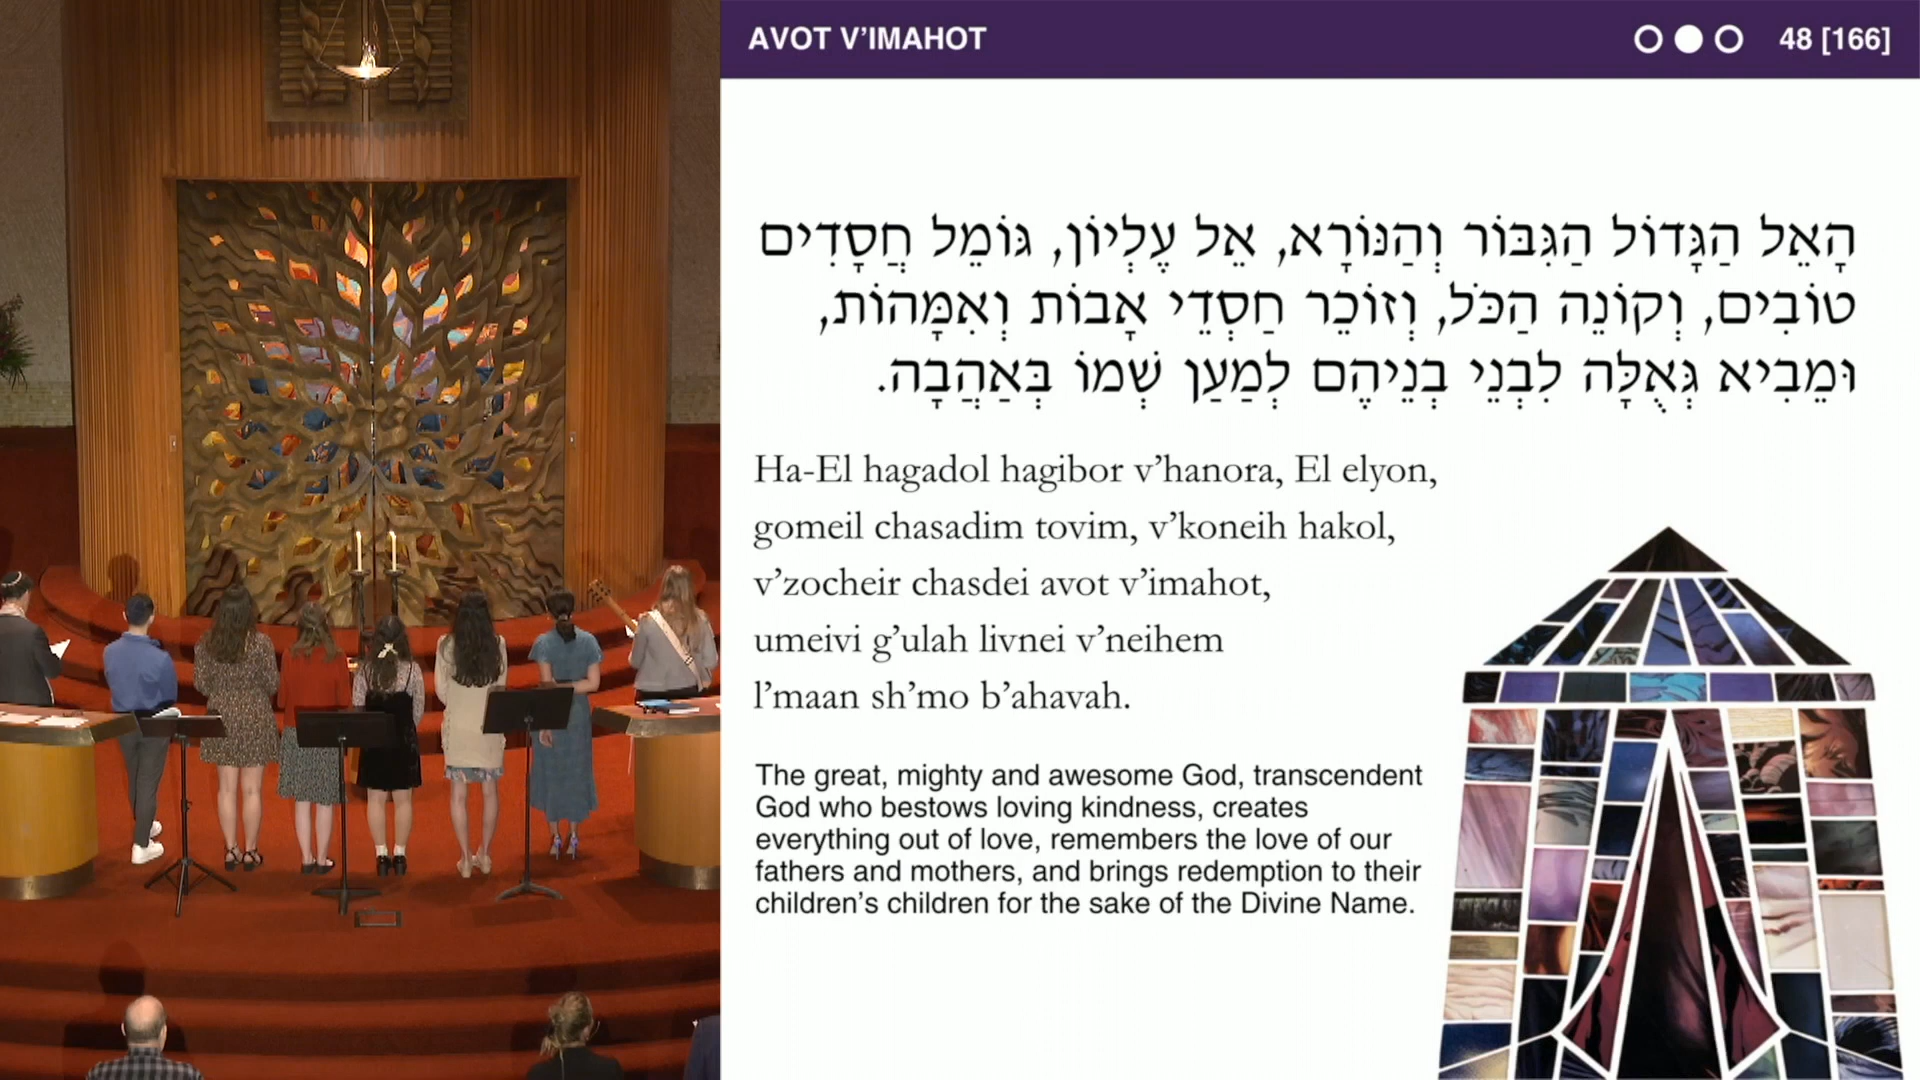 AVOT V’IMAHOT
48 [166]
הָאֵל הַגָּדוֹל הַגִּבּוֹר וְהַנּוֹרָא, אֵל עֶלְיוֹן, גּוֹמֵל חֲסָדִים
טוֹבִים, וְקוֹנֵה הַכֹּל, וְזוֹכֵר חַסְדֵי אָבוֹת וְאִמָּהוֹת,
וּמֵבִיא גְּאֻלָּה לִבְנֵי בְנֵיהֶם לְמַעַן שְׁמוֹ בְּאַהֲבָה.
Ha-El hagadol hagibor v’hanora, El elyon,
gomeil chasadim tovim, v’koneih hakol,
v’zocheir chasdei avot v’imahot,
umeivi g’ulah livnei v’neihem
l’maan sh’mo b’ahavah.
The great, mighty and awesome God, transcendent
God who bestows loving kindness, creates
everything out of love, remembers the love of our
fathers and mothers, and brings redemption to their
children’s children for the sake of the Divine Name.